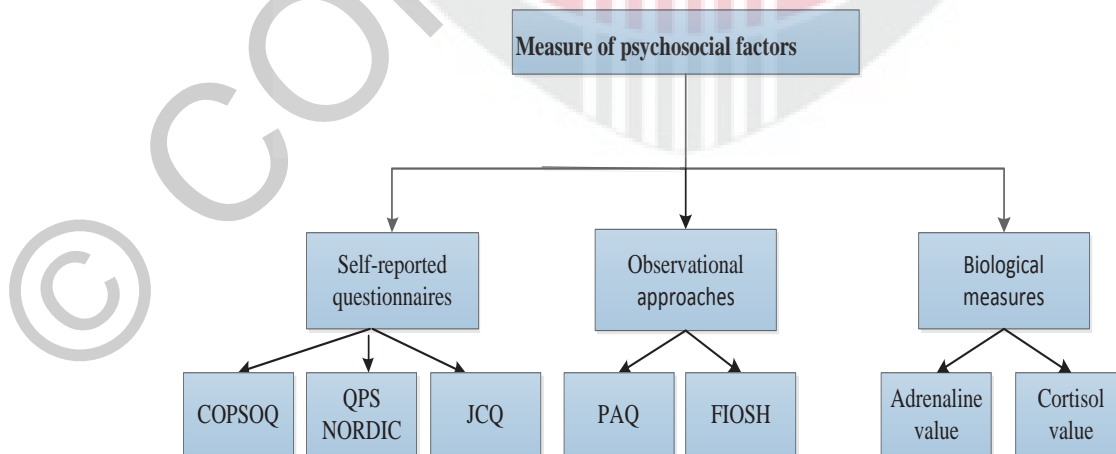 Measure of psychosocial factors
Self-reported
questionnaires
Observational
approaches
Biological
measures
COPSOQ
QPS
NORDIC
JCQ
PAQ
FIOSH
Adrenaline
value
Cortisol
value
© CO